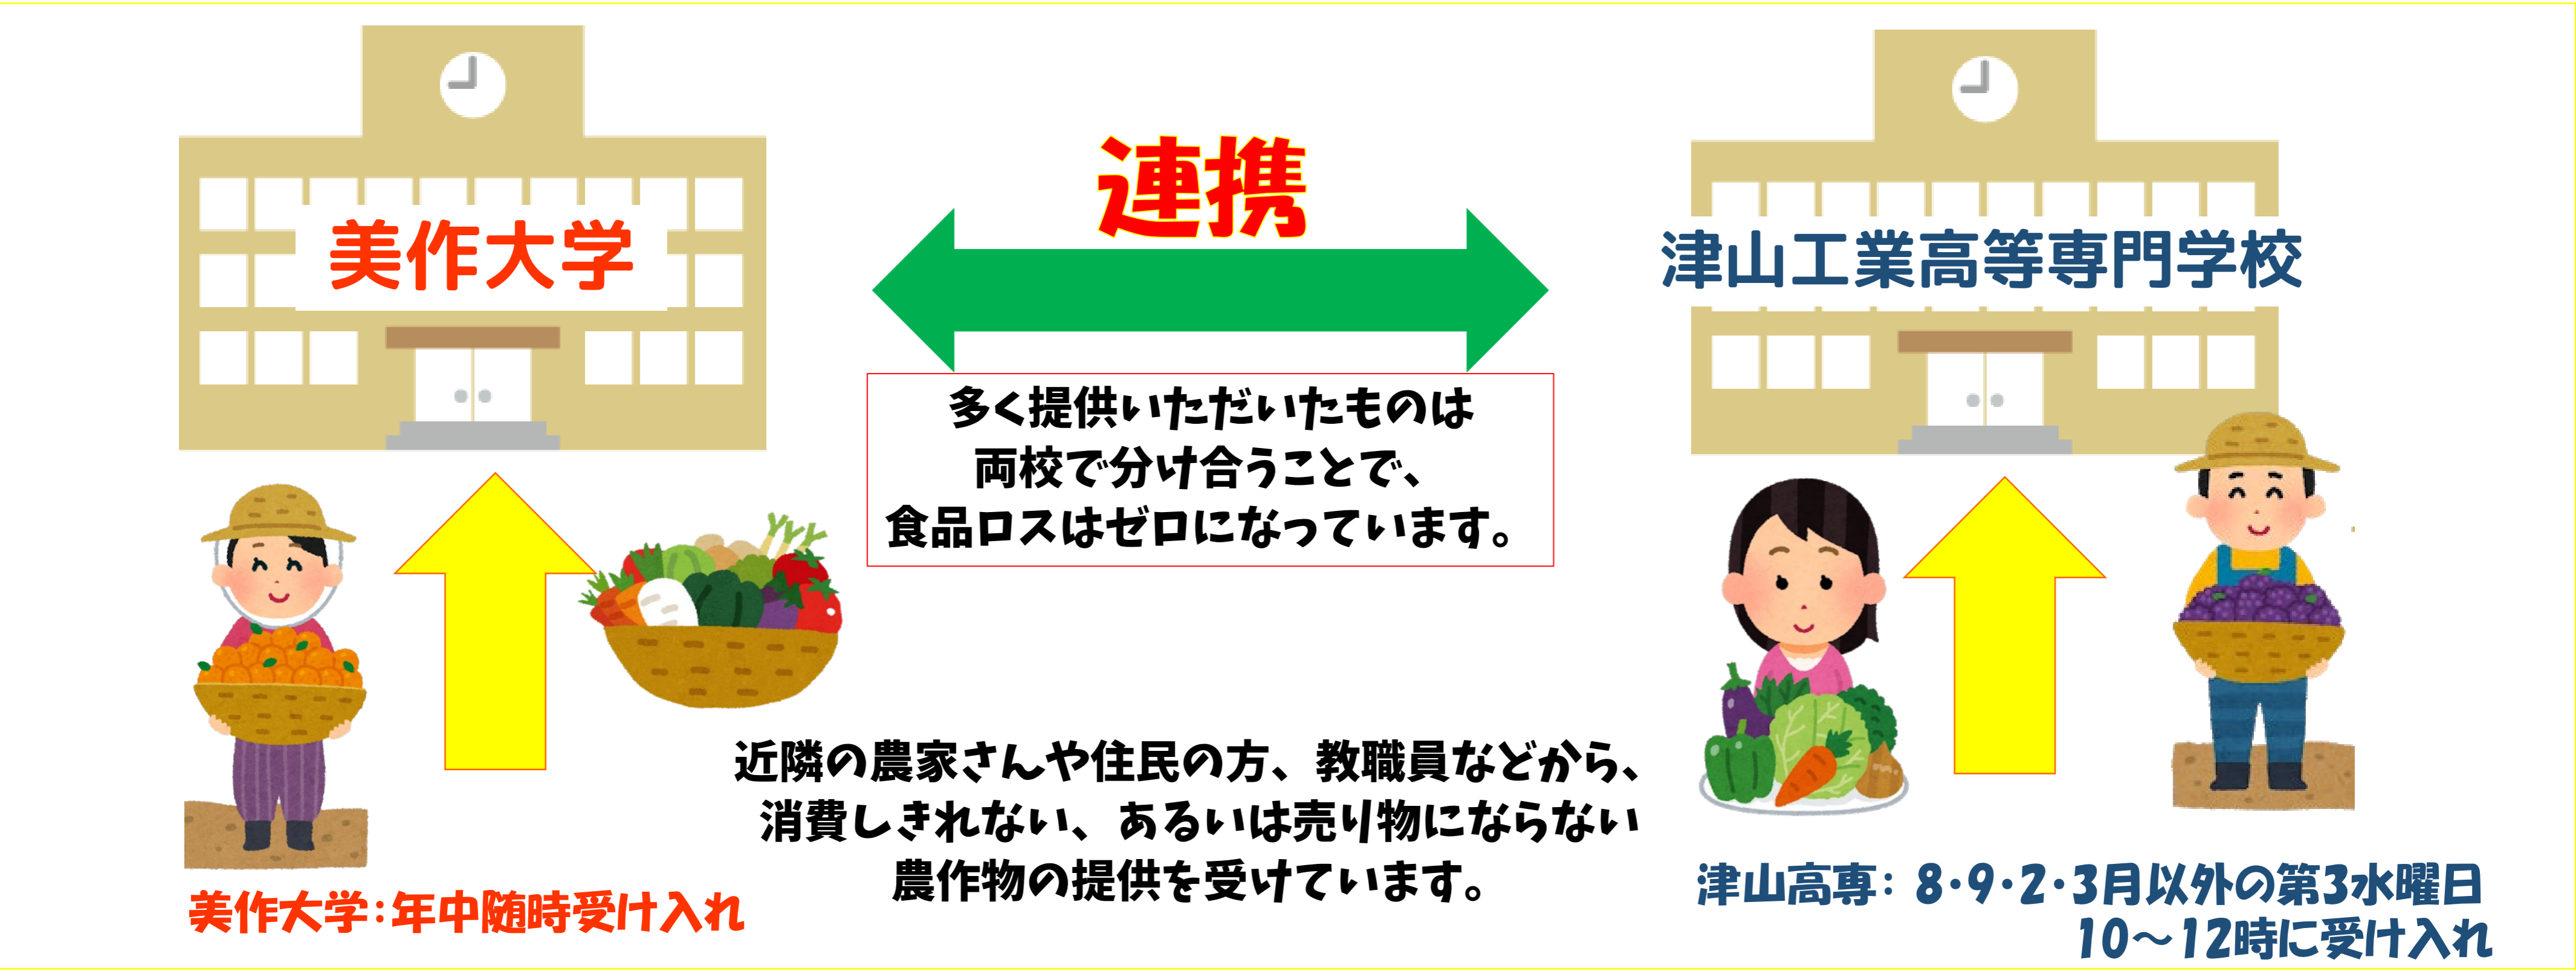 連携
美作大学
津山工業高等専門学校
多く提供いただいたものは
両校で分け合うことで、
食品ロスはゼロになっています。
近隣の農家さんや住民の方、教職員などから、
消費しきれない、あるいは売り物にならない
農作物の提供を受けています。
美作大学：年中随時受け入れ
津山高専： 8・9・2・3月以外の第3水曜日
10～12時に受け入れ